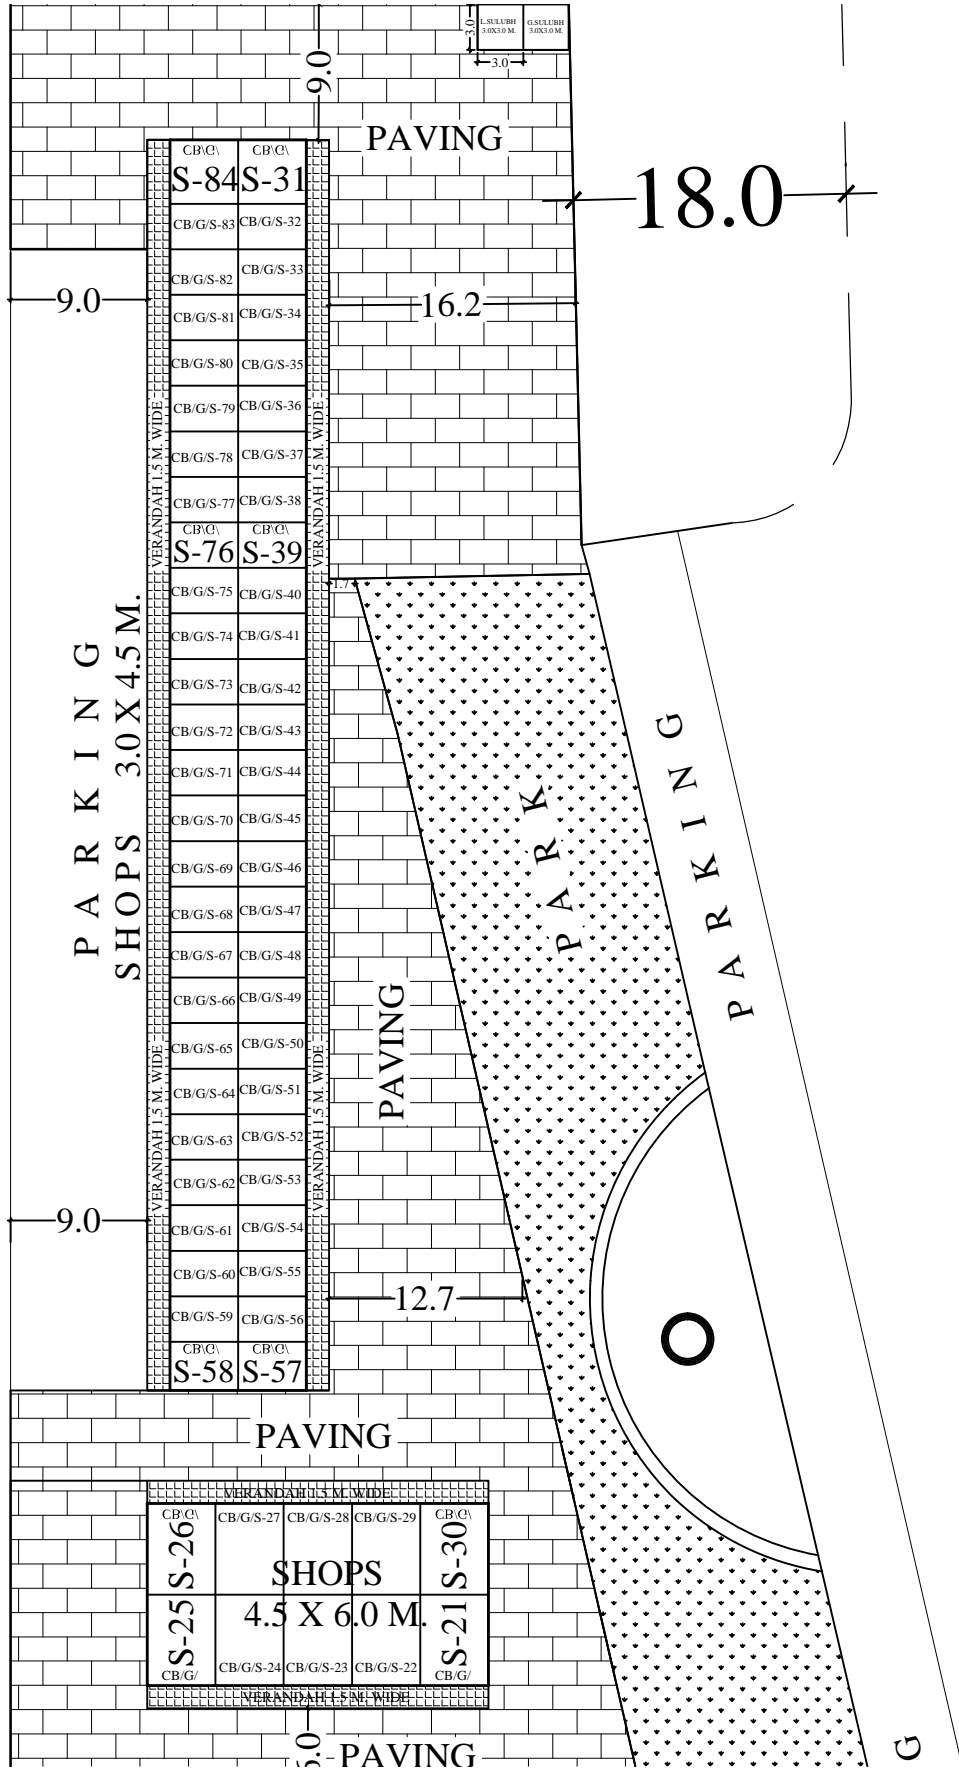 L.SULUBH
3.0X3.0 M.
G.SULUBH
3.0X3.0 M.
3.0
3.0
9.0
PAVING
18.0
CB\G\
S-84
CB\G\
S-31
CB/G/S-83
CB/G/S-32
CB/G/S-82
CB/G/S-33
CB/G/S-81
CB/G/S-34
CB/G/S-80
CB/G/S-35
CB/G/S-79
CB/G/S-36
CB/G/S-78
CB/G/S-37
CB/G/S-77
CB/G/S-38
CB\G\
S-76
CB\G\
S-39
CB/G/S-75
CB/G/S-40
CB/G/S-74
CB/G/S-41
CB/G/S-73
CB/G/S-42
CB/G/S-72
CB/G/S-43
CB/G/S-71
CB/G/S-44
CB/G/S-70
CB/G/S-45
CB/G/S-69
CB/G/S-46
CB/G/S-68
CB/G/S-47
CB/G/S-67
CB/G/S-48
CB/G/S-66
CB/G/S-49
CB/G/S-65
CB/G/S-50
CB/G/S-64
CB/G/S-51
CB/G/S-63
CB/G/S-52
CB/G/S-62
CB/G/S-53
CB/G/S-61
CB/G/S-54
CB/G/S-60
CB/G/S-55
CB/G/S-59
CB/G/S-56
CB\G\
S-58
CB\G\
S-57
9.0
16.2
VERANDAH 1.5 M. WIDE
VERANDAH 1.5 M. WIDE
1.7
PARKING
SHOPS 3.0 X 4.5 M.
PARK
PARKING
PAVING
VERANDAH 1.5 M. WIDE
VERANDAH 1.5 M. WIDE
9.0
12.7
PAVING
VERANDAH 1.5 M. WIDE
CB\G\
S-26
CB/G/S-27
CB/G/S-28
CB/G/S-29
CB\G\
S-30
SHOPS
4.5 X 6.0 M.
S-25
CB/G/
CB/G/S-24
CB/G/S-23
CB/G/S-22
S-21
CB/G/
VERANDAH 1.5 M. WIDE
PAVING
G